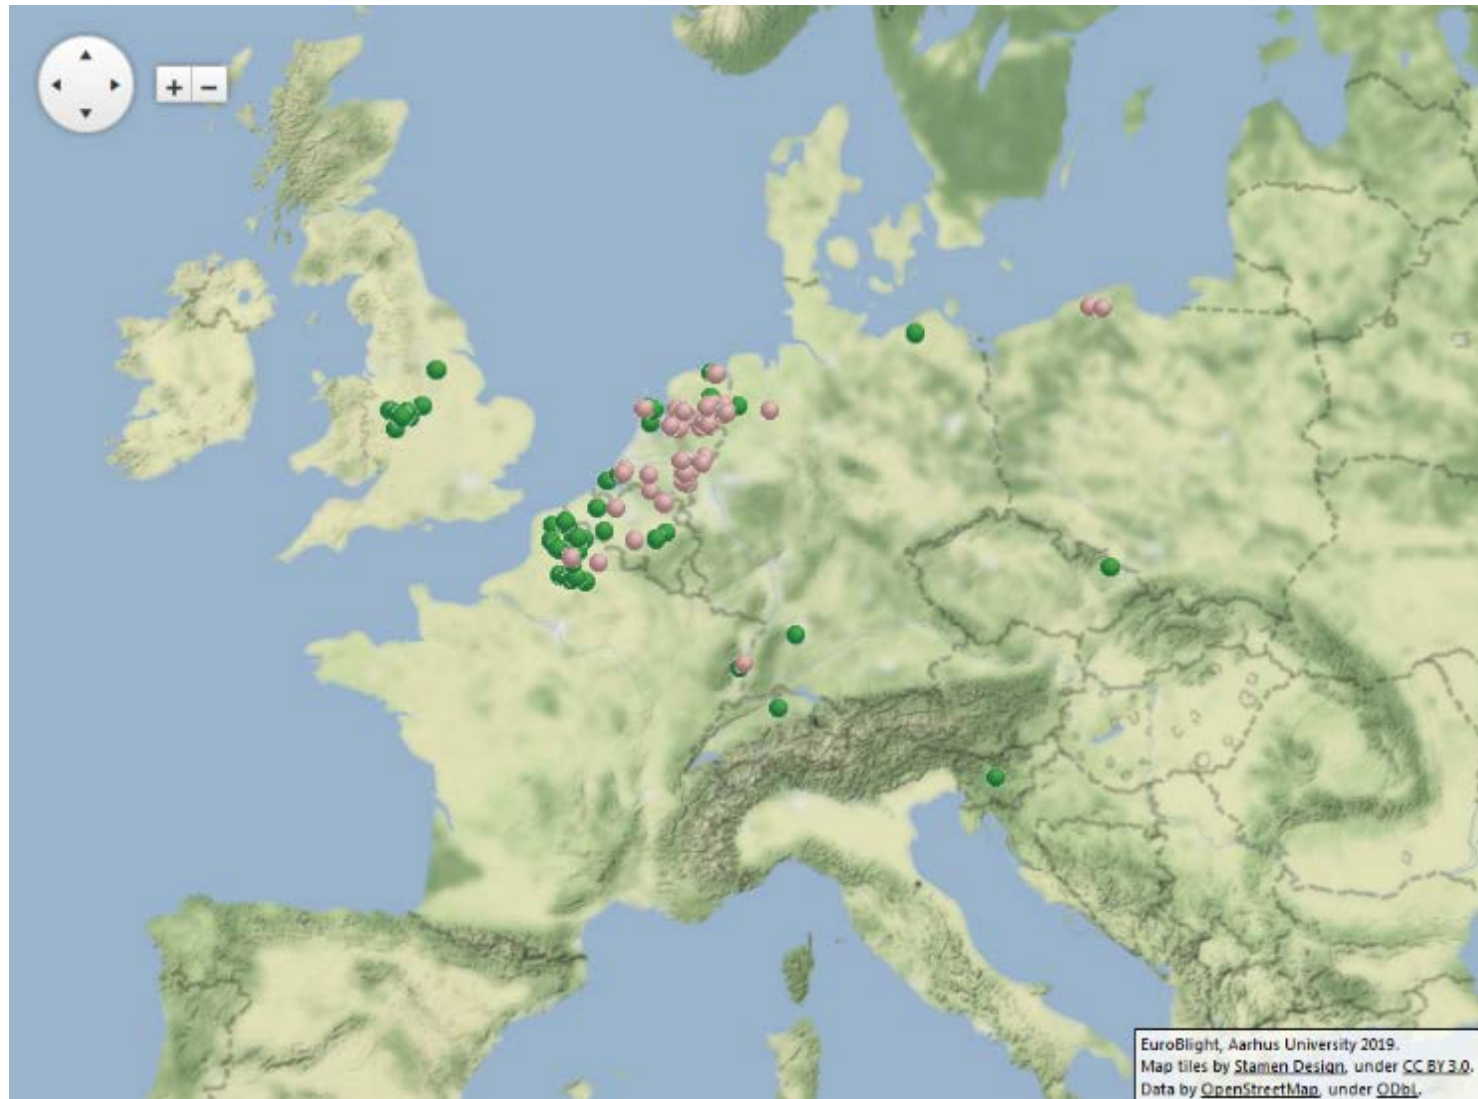 + −
EuroBlight, Aarhus University 2019.
Map tiles by Stamen Design, under CC BY 3.0.
Data by OpenStreetMap, under ODbL.